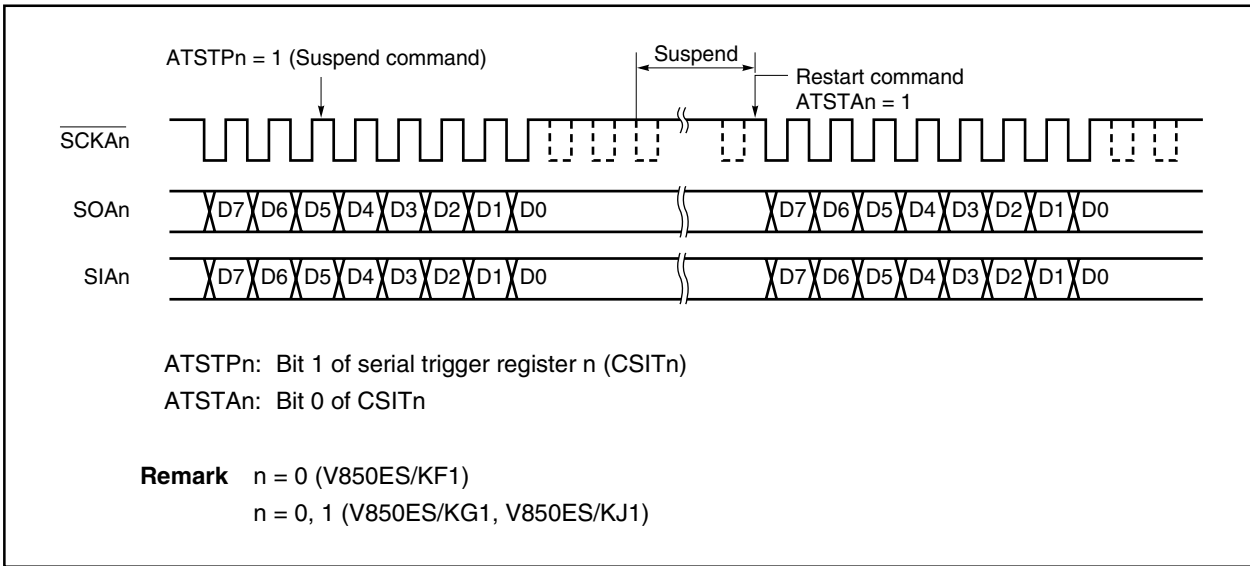 ATSTPn = 1 (Suspend command)
Suspend
Restart command
ATSTAn = 1
SCKAn
SOAn D7 D6 D5 D4 D3 D2 D1 D0 D7 D6 D5 D4 D3 D2 D1 D0
SIAn D7 D6 D5 D4 D3 D2 D1 D0 D7 D6 D5 D4 D3 D2 D1 D0
ATSTPn: Bit 1 of serial trigger register n (CSITn)
ATSTAn: Bit 0 of CSITn
Remark n = 0 (V850ES/KF1)
n = 0, 1 (V850ES/KG1, V850ES/KJ1)